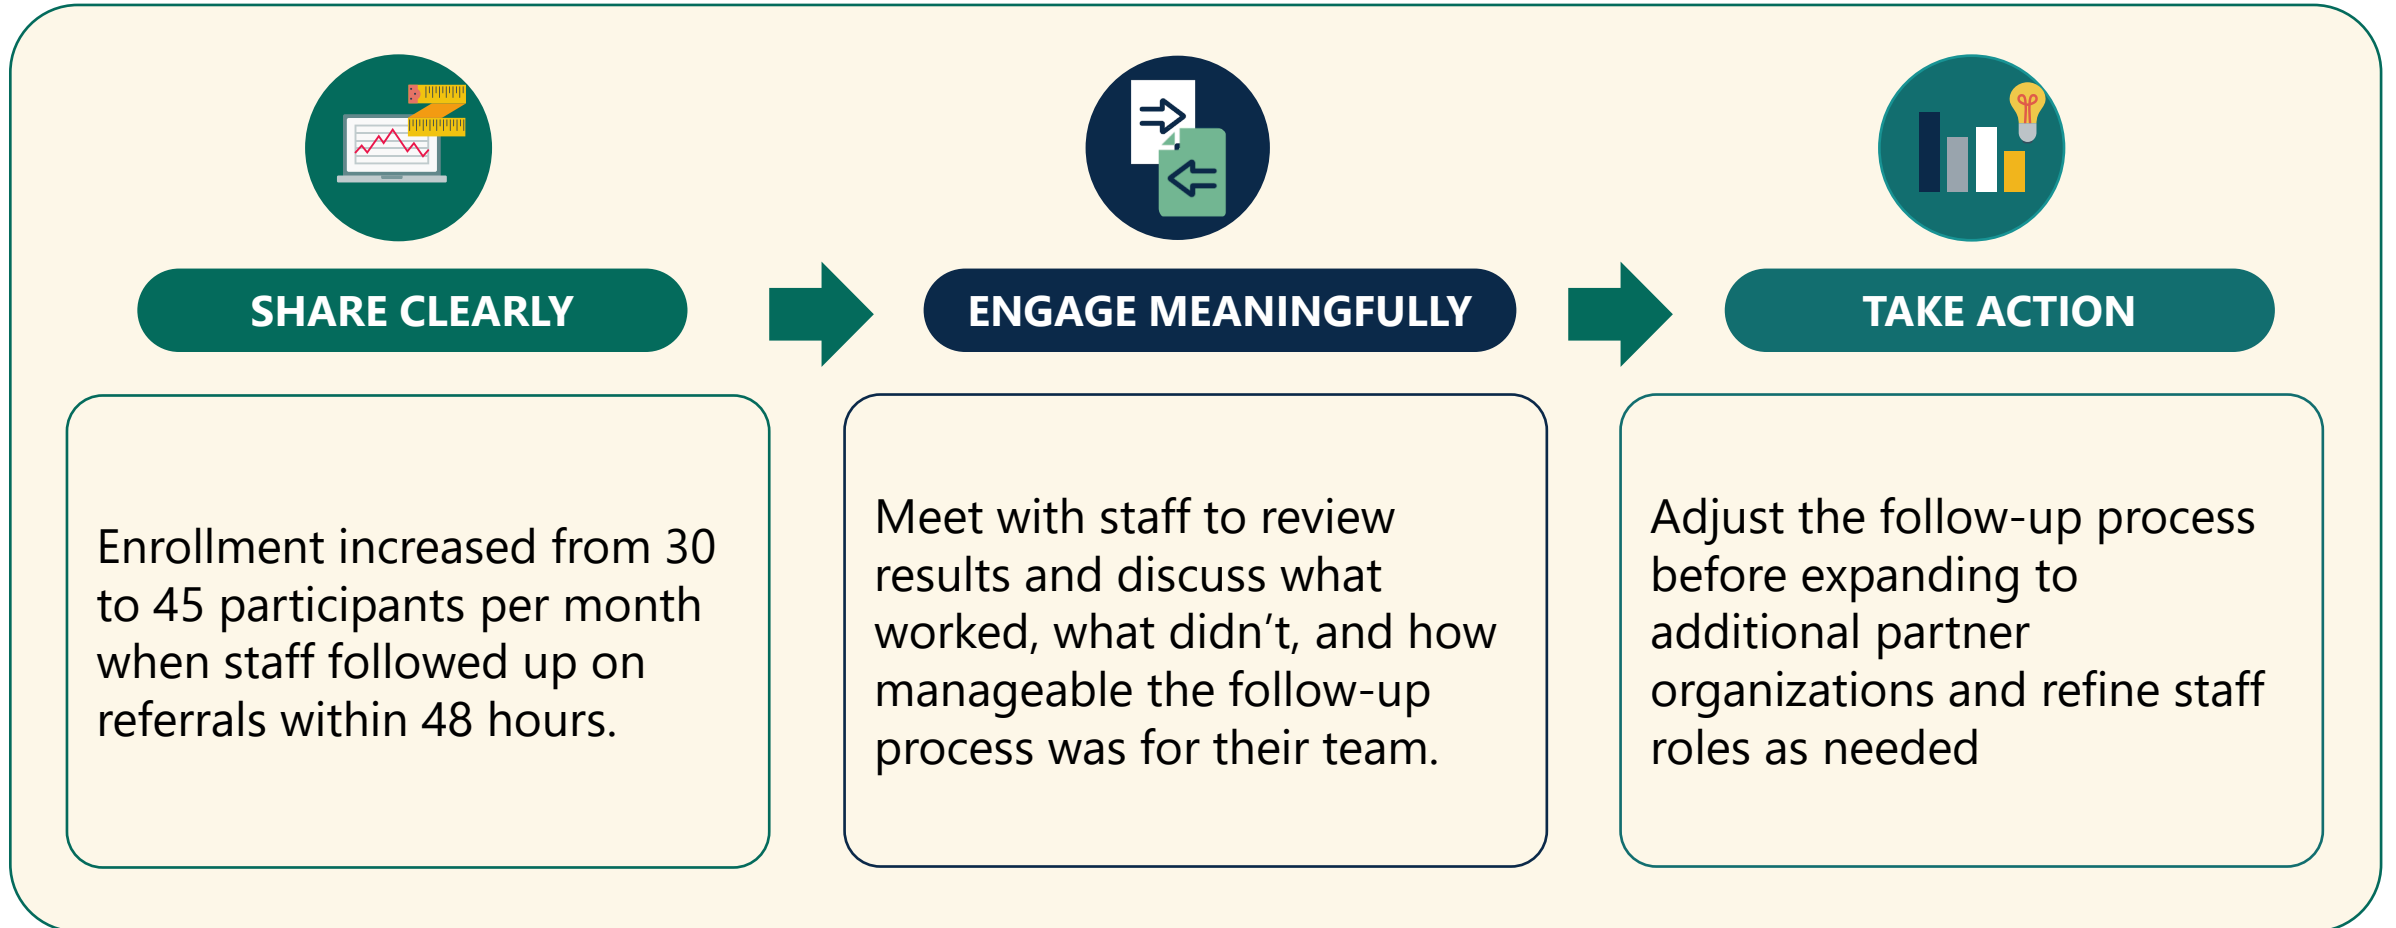 SHARE CLEARLY
ENGAGE MEANINGFULLY
TAKE ACTION
Enrollment increased from 30
to 45 participants per month
when staff followed up on
referrals within 48 hours.
Meet with staff to review
results and discuss what
worked, what didn’t, and how
manageable the follow-up
process was for their team.
Adjust the follow-up process
before expanding to
additional partner
organizations and refine staff
roles as needed